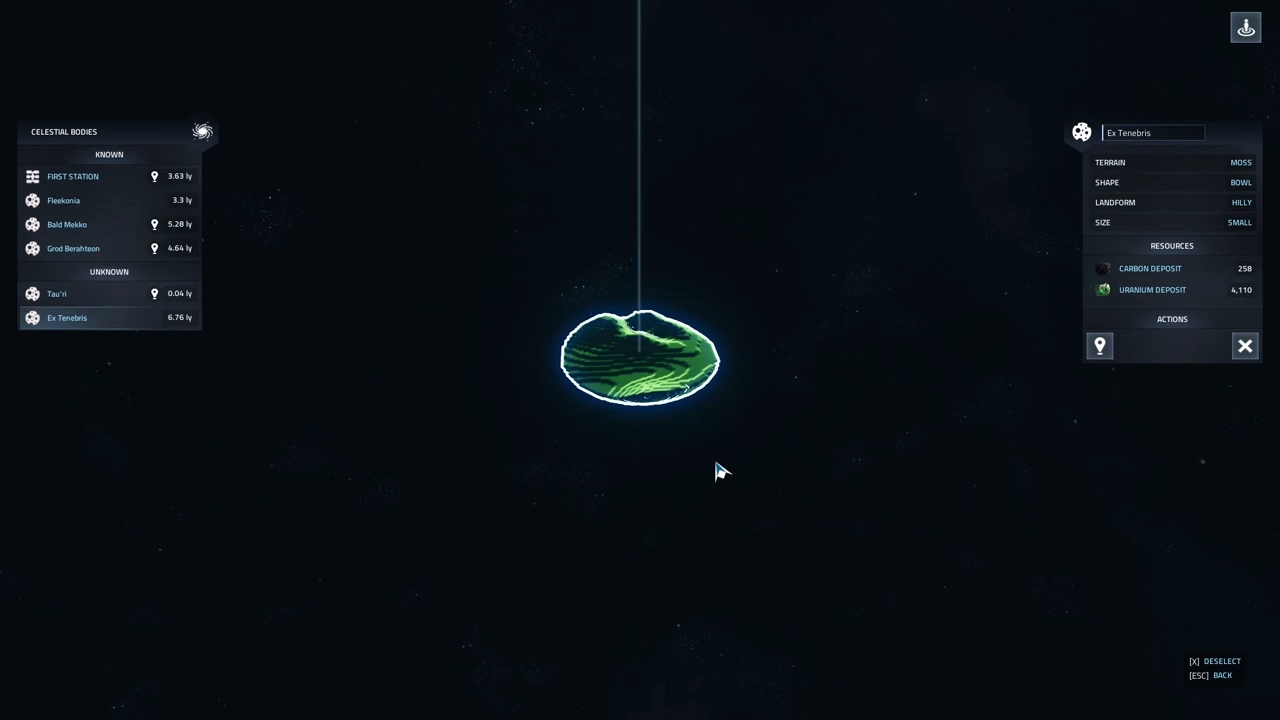 CELESTIAL BODIES
KNOWN
FIRST STATION 3.63 ly
Fleekonia 3.3 ly
Bald Mekko 5.28 ly
Grod Berahteon 4.64 ly
UNKNOWN
Tau'ri 0.04 ly
Ex Tenebris 6.76 ly
Ex Tenebris
TERRAIN MOSS
SHAPE BOWL
LANDFORM HILLY
SIZE SMALL
RESOURCES
CARBON DEPOSIT 258
URANIUM DEPOSIT 4,110
ACTIONS
[X] DESELECT
[ESC] BACK